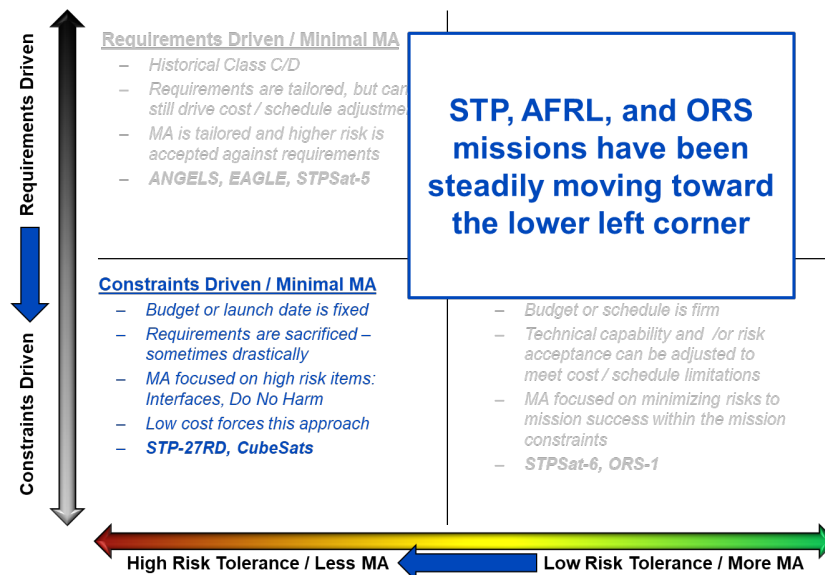 Requirements Driven
Constraints Driven
Requirements Driven / Minimal MA
– Historical Class C/D
– Requirements are tailored, but can
still drive cost / schedule
– MA is tailored and higher risk is
accepted against requirements
– ANGELS, EAGLE, STPSat-5
STP, AFRL, and ORS
missions have been
steadily moving toward
the lower left corner
Constraints Driven / Minimal MA
– Budget or launch date is fixed
– Requirements are sacrificed –
sometimes drastically
– MA focused on high risk items:
Interfaces, Do No Harm
– Low cost forces this approach
– STP-27RD, CubeSats
– Budget or schedule is firm
– Technical capability and /or risk
acceptance can be adjusted to
meet cost / schedule limitations
– MA focused on minimizing risks to
mission success within the mission
constraints
– STPSat-6, ORS-1
High Risk Tolerance / Less MA
Low Risk Tolerance / More MA